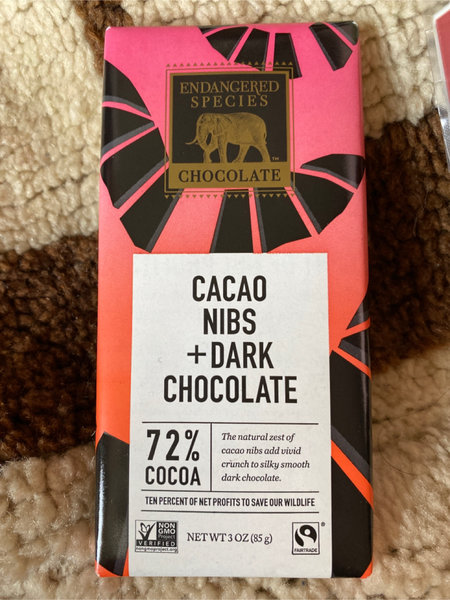 ENDANGERED
SPECIES
CHOCOLATE
CACAO
NIBS
+DARK
CHOCOLATE
72%
COCOA
The natural zest of
cacao nibs add vivid
crunch to silky smooth
dark chocolate.
TEN PERCENT OF NET PROFITS TO SAVE OUR WILDLIFE
NON
GMO
Project
VERIFIED
nongmoproject.org
NET WT 3 OZ (85 g)
FAIRTRADE